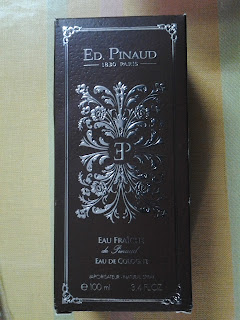 ED. PINAUD
1830 PARIS
EP
EAU FRAÎCHE
de Pinaud
EAU DE COLOGNE
VAPORISATEUR - NATURAL SPRAY
℮ 100 ml 3.4 FL.OZ